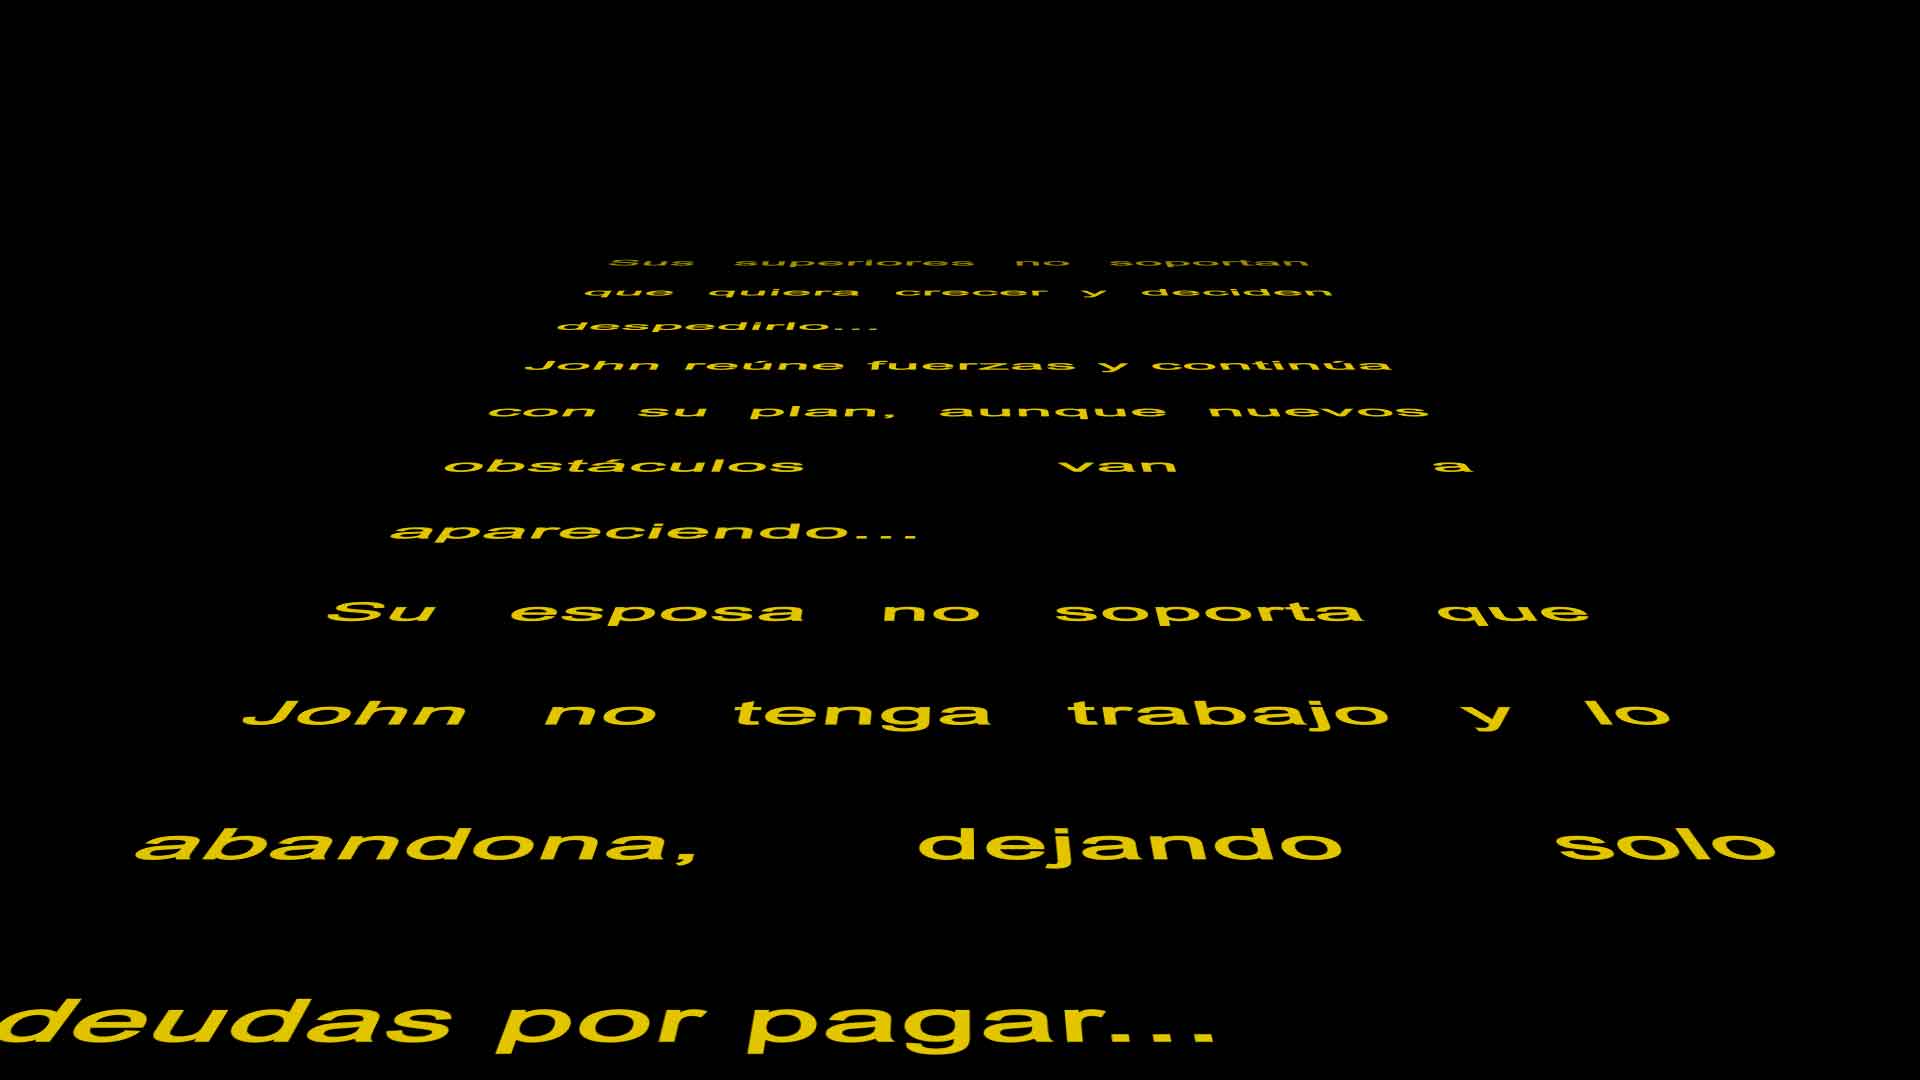 Sus superiores no soportan
que quiera crecer y deciden
despedirlo...
John reúne fuerzas y continúa
con su plan, aunque nuevos
obstáculos van a
apareciendo...
Su esposa no soporta que
John no tenga trabajo y lo
abandona, dejando solo
deudas por pagar...